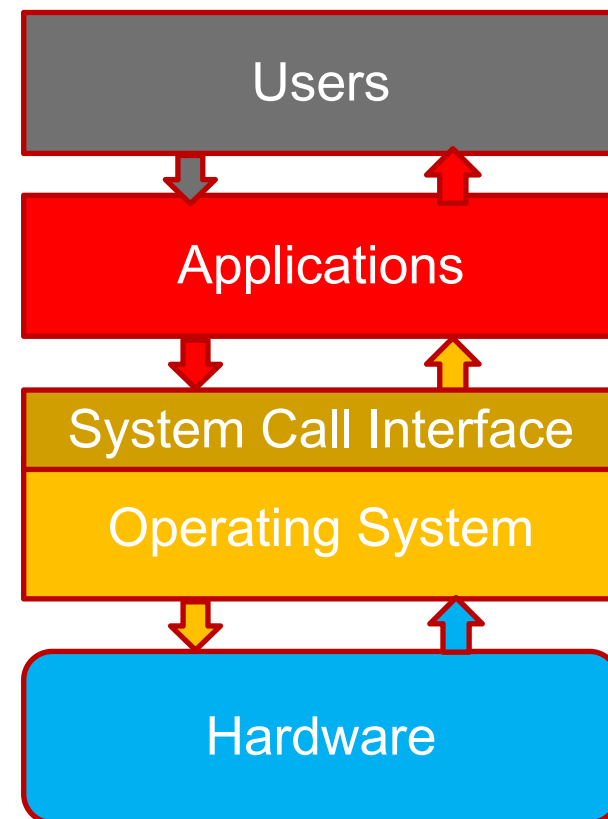 Users
Applications
System Call Interface
Operating System
Hardware